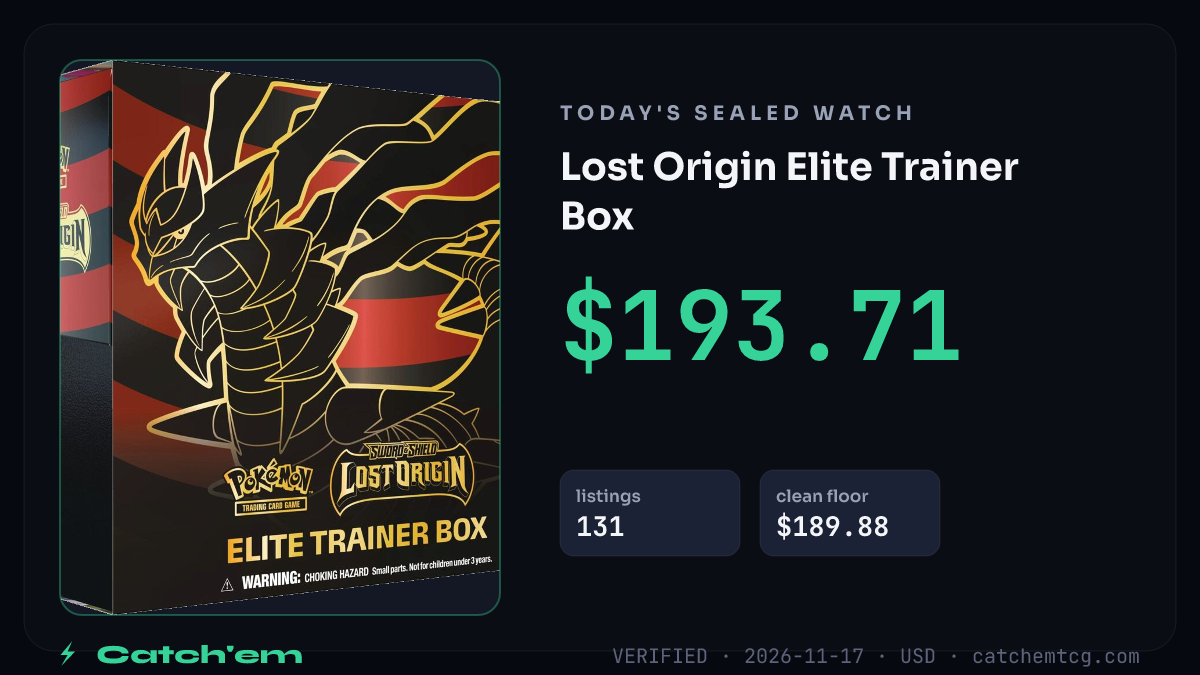 TODAY'S SEALED WATCH
Lost Origin Elite Trainer
Box
$193.71
listings
131
clean floor
$189.88
IGIN
Pokémon
TRADING CARD GAME
SWORD & SHIELD
LOST ORIGIN
ELITE TRAINER BOX
WARNING: CHOKING HAZARD Small parts. Not for children under 3 years.
Catch'em
VERIFIED · 2026-11-17 · USD · catchemtcg.com